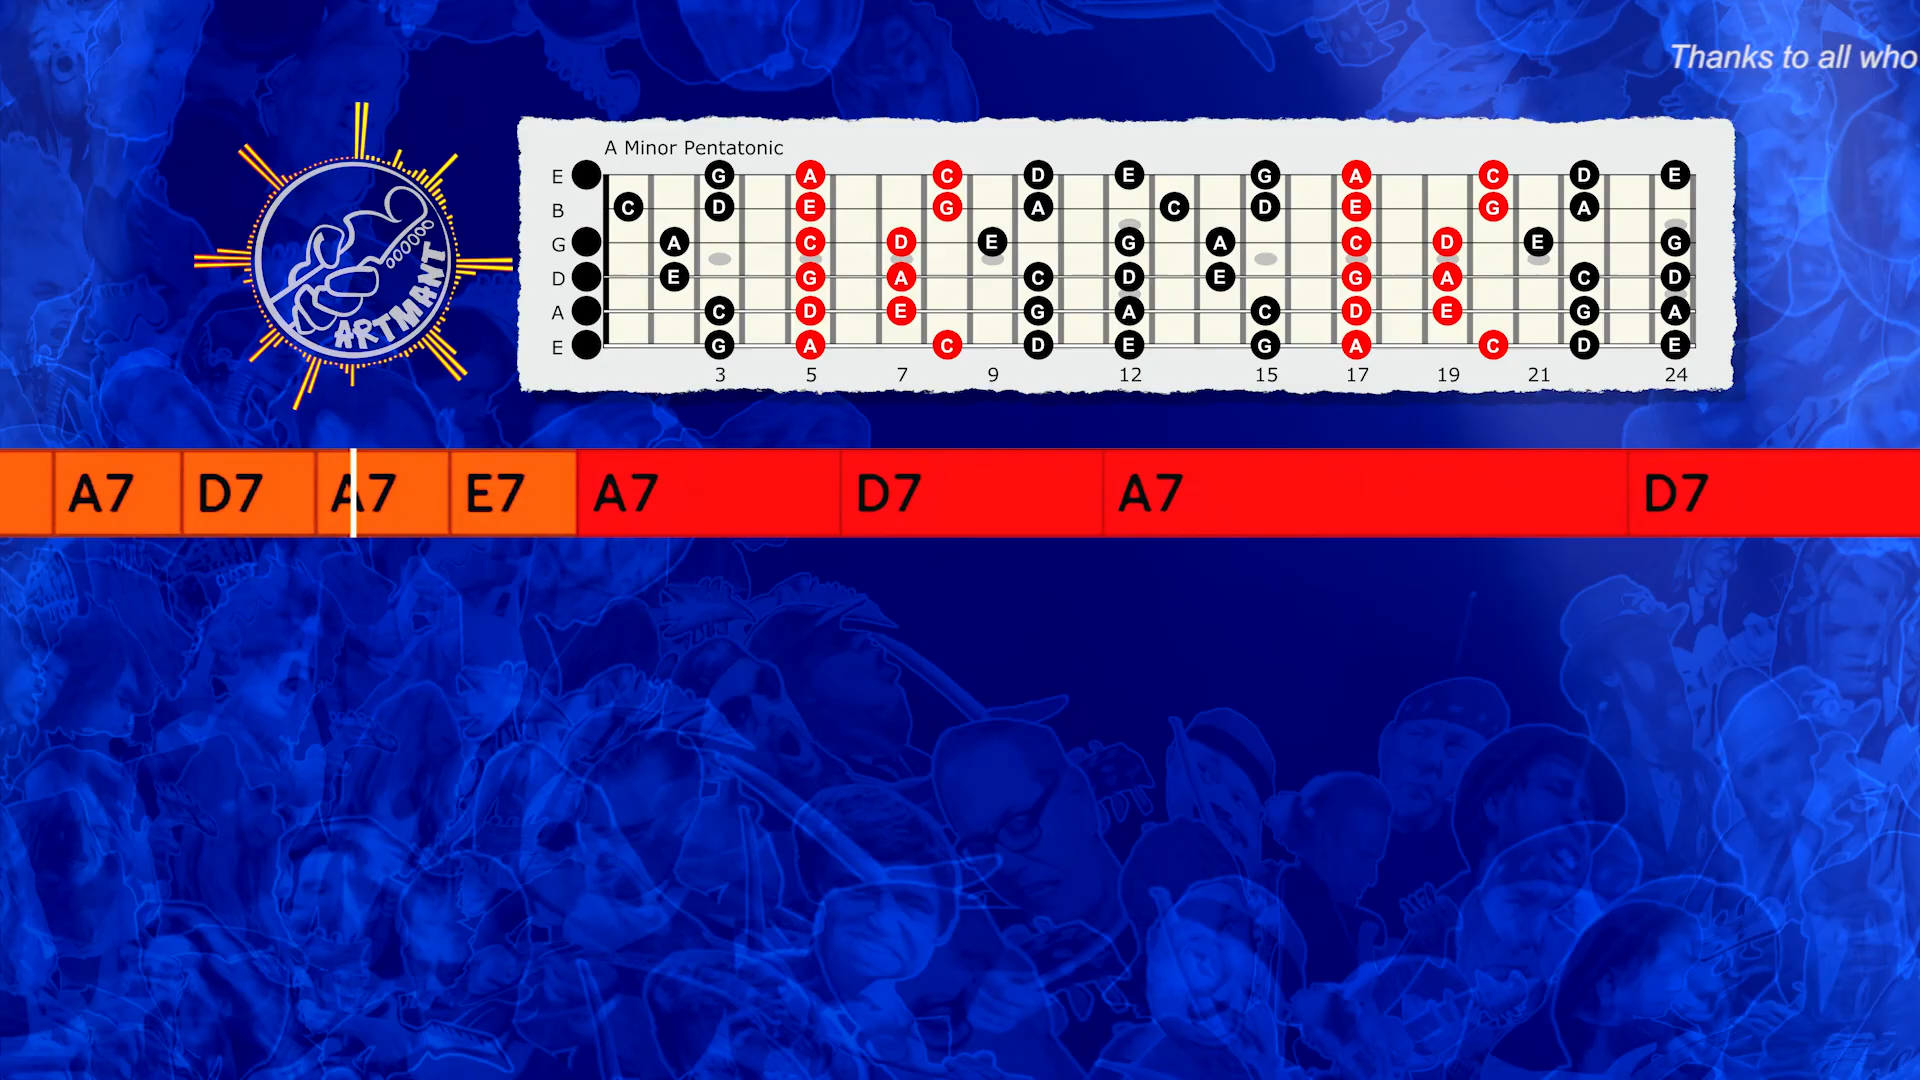 Thanks to all who
A Minor Pentatonic
E G A C D E G A C D E
B C D E G A C D E G A
G A C D E G A C D E G
D E G A C D E G A C D
A C D E G A C D E G A
E G A C D E G A C D E
3 5 7 9 12 15 17 19 21 24
ARTMANT
A7 D7 A7 E7 A7 D7 A7 D7